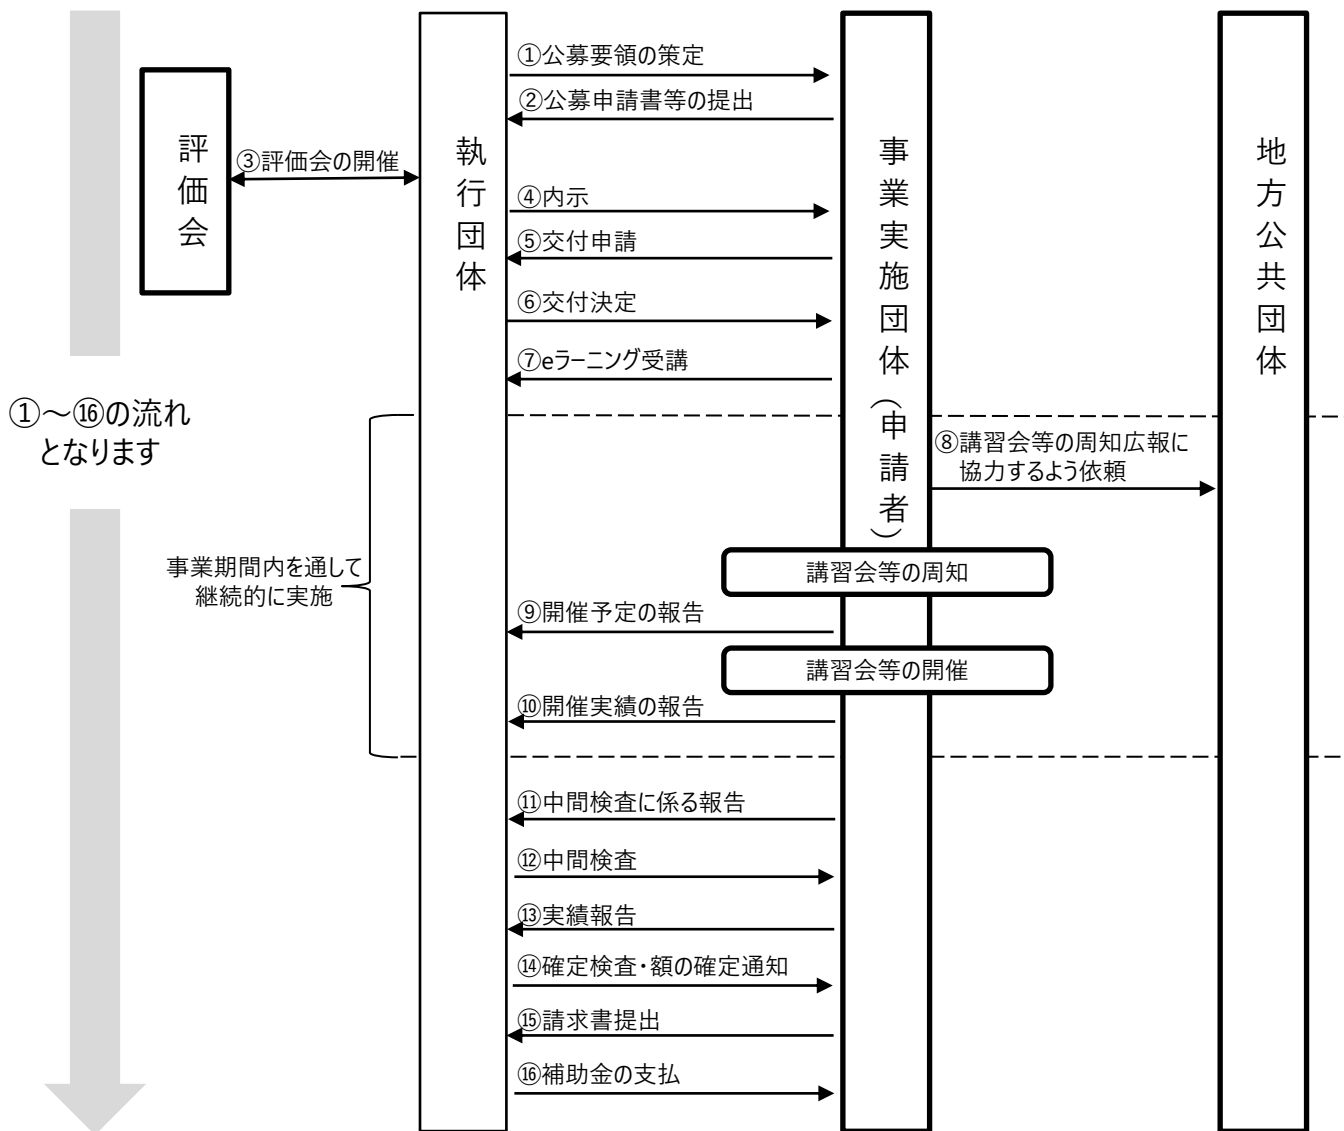 ①公募要領の策定
②公募申請書等の提出
評価会
③評価会の開催
執行団体
事業実施団体（申請者）
地方公共団体
④内示
⑤交付申請
⑥交付決定
⑦eラーニング受講
①～⑯の流れ
となります
⑧講習会等の周知広報に
協力するよう依頼
事業期間内を通して
継続的に実施
講習会等の周知
⑨開催予定の報告
講習会等の開催
⑩開催実績の報告
⑪中間検査に係る報告
⑫中間検査
⑬実績報告
⑭確定検査・額の確定通知
⑮請求書提出
⑯補助金の支払